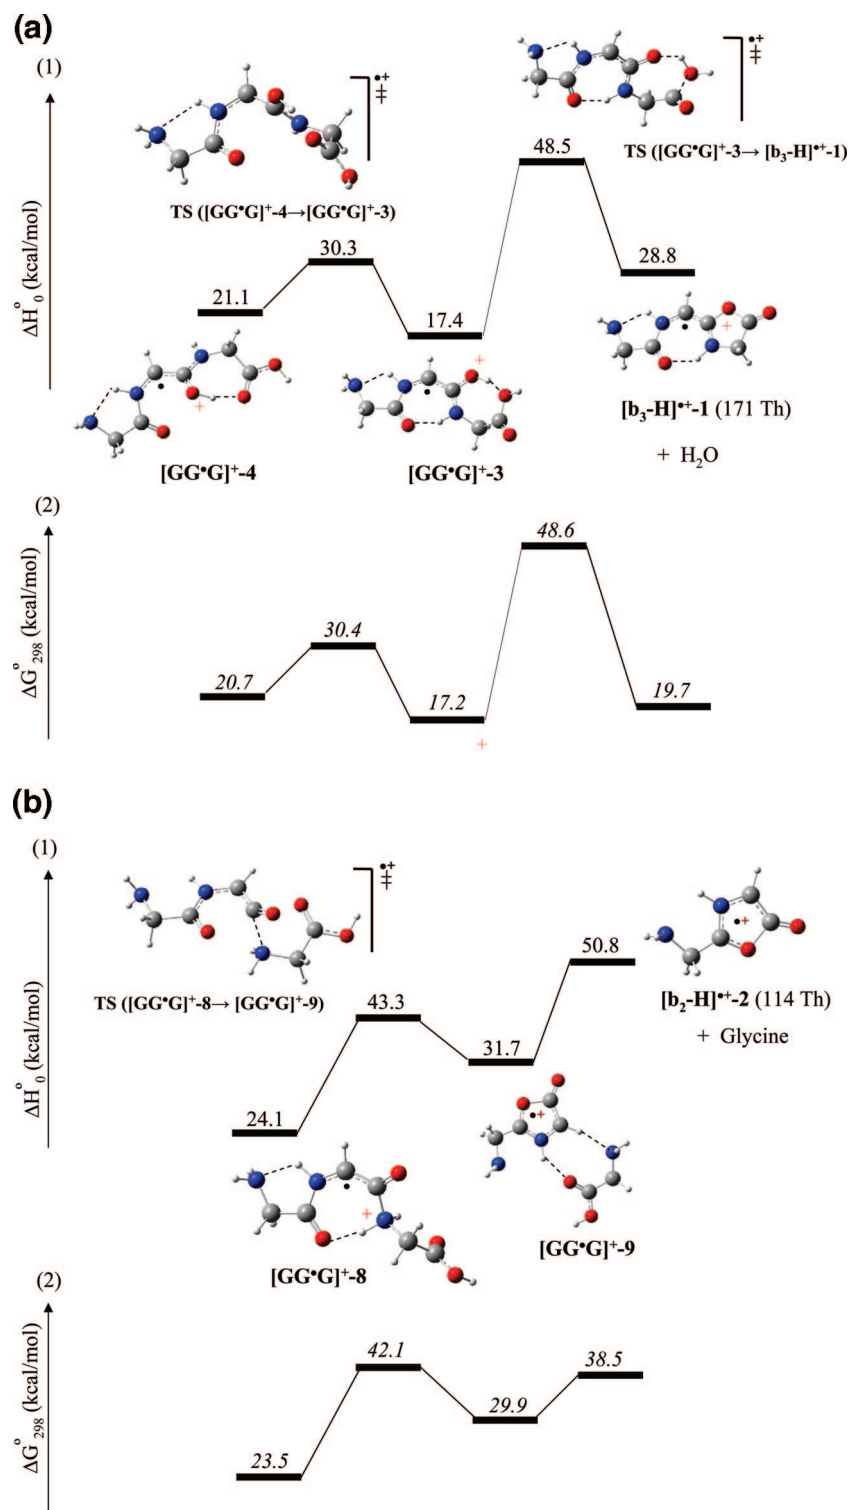 (a)
(1)
ΔH°0 (kcal/mol)
•+
‡
TS ([GG•G]+-4→[GG•G]+-3)
•+
‡
TS ([GG•G]+-3→ [b3-H]•+-1)
21.1
30.3
17.4
48.5
28.8
+
•
[GG•G]+-4
+
•
[GG•G]+-3
•
+
[b3-H]•+-1 (171 Th)
+ H2O
(2)
ΔG°298 (kcal/mol)
20.7
30.4
17.2
48.6
19.7
+
(b)
(1)
ΔH°0 (kcal/mol)
•+
‡
TS ([GG•G]+-8→ [GG•G]+-9)
24.1
43.3
31.7
50.8
•+
[b2-H]•+-2 (114 Th)
+ Glycine
•
+
[GG•G]+-8
•+
[GG•G]+-9
(2)
ΔG°298 (kcal/mol)
23.5
42.1
29.9
38.5